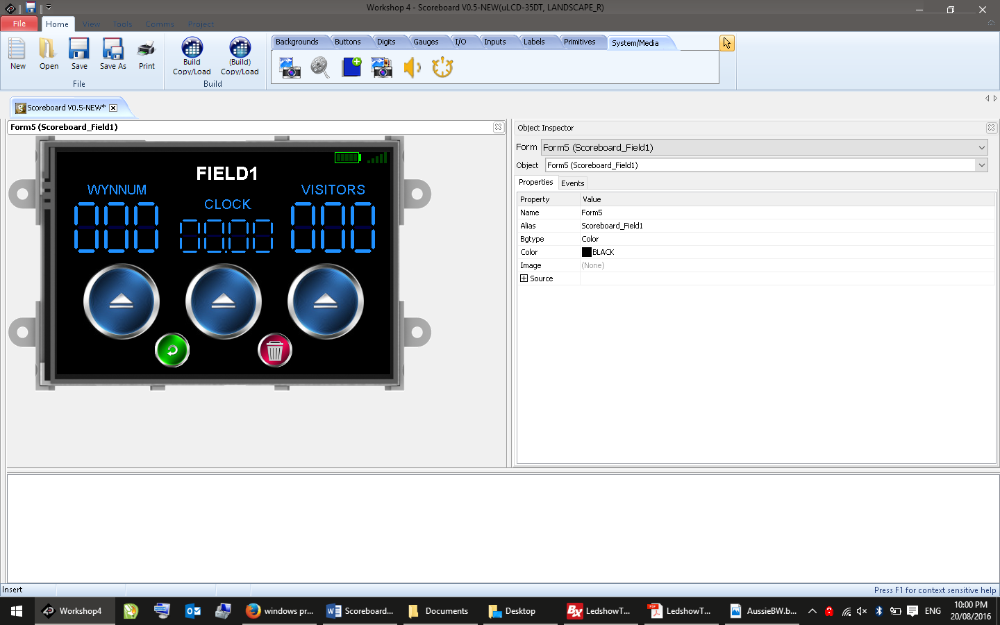 Workshop 4 - Scoreboard V0.5-NEW(uLCD-35DT, LANDSCAPE_R)
File Home View Tools Comms Project
Backgrounds Buttons Digits Gauges I/O Inputs Labels Primitives System/Media
New Open Save Save As Print
Build Copy/Load
(Build) Copy/Load
File Build
Scoreboard V0.5-NEW*
Form5 (Scoreboard_Field1)
FIELD1
WYNNUM VISITORS
CLOCK
000 00.00 000
Object Inspector
Form Form5 (Scoreboard_Field1)
Object Form5 (Scoreboard_Field1)
Properties Events
Property Value
Name Form5
Alias Scoreboard_Field1
Bgtype Color
Color BLACK
Image (None)
Source
Insert Press F1 for context sensitive help
Workshop4 windows pr... Scoreboard... Documents Desktop LedshowT... LedshowT... AussieBW.b... ENG 10:00 PM
20/08/2016